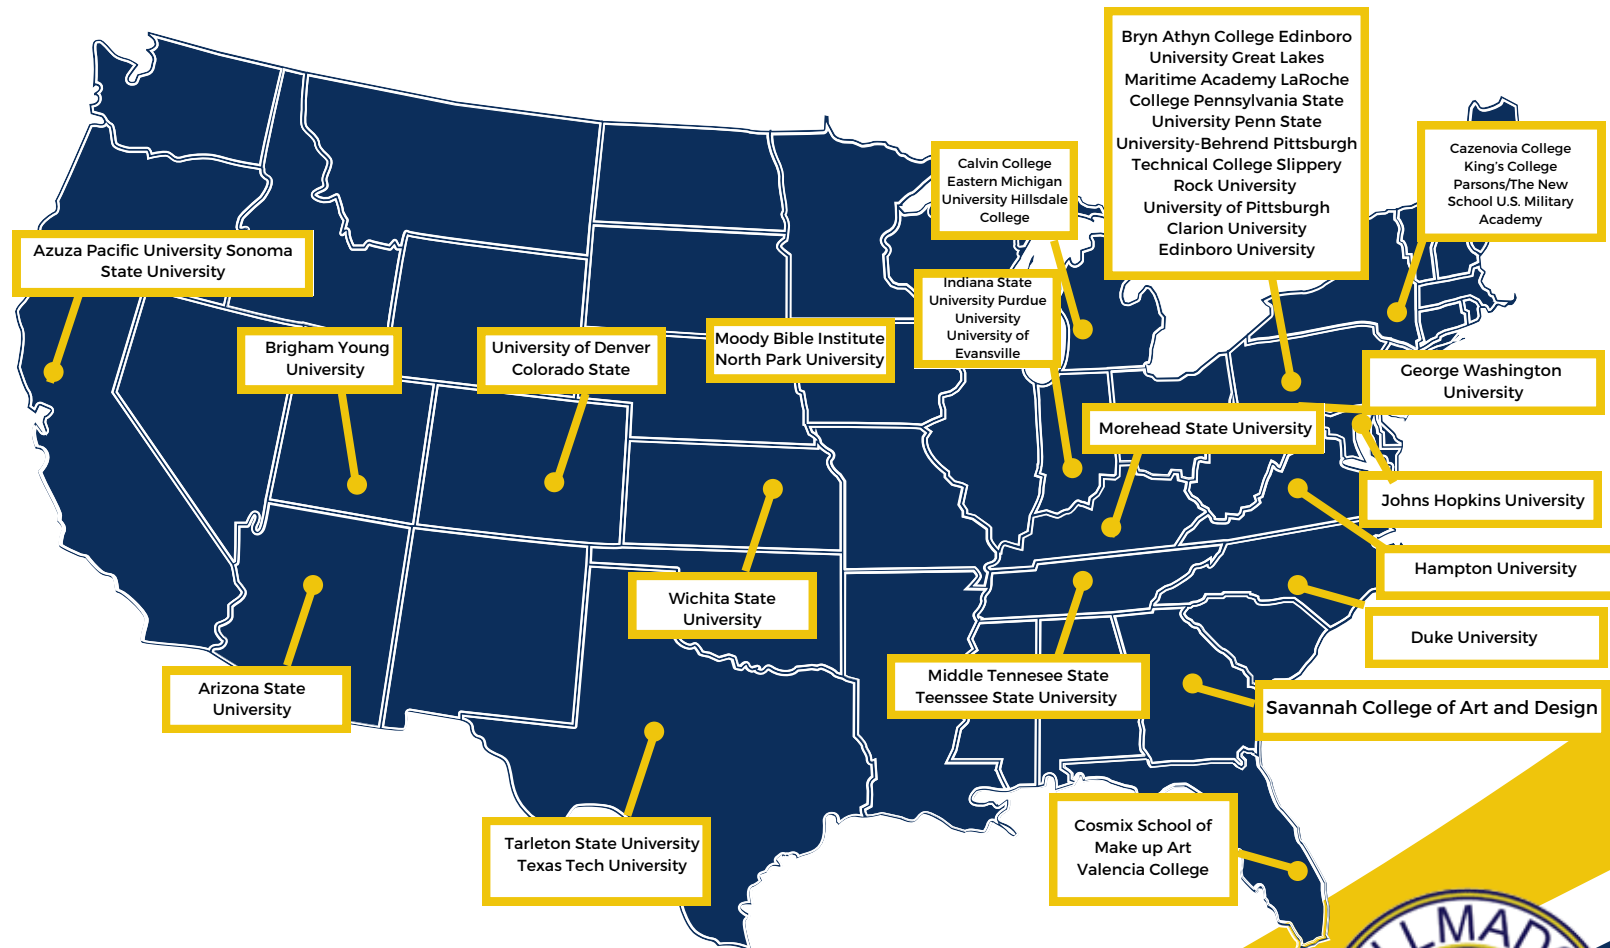 Bryn Athyn College Edinboro
University Great Lakes
Maritime Academy LaRoche
College Pennsylvania State
University Penn State
University-Behrend Pittsburgh
Technical College Slippery
Rock University
University of Pittsburgh
Clarion University
Edinboro University
Calvin College
Eastern Michigan
University Hillsdale
College
Cazenovia College
King's College
Parsons/The New
School U.S. Military
Academy
Azuza Pacific University Sonoma
State University
Indiana State
University Purdue
University
University of
Evansville
Brigham Young
University
University of Denver
Colorado State
Moody Bible Institute
North Park University
George Washington
University
Morehead State University
Johns Hopkins University
Hampton University
Wichita State
University
Duke University
Arizona State
University
Middle Tennesee State
Teenssee State University
Savannah College of Art and Design
Tarleton State University
Texas Tech University
Cosmix School of
Make up Art
Valencia College